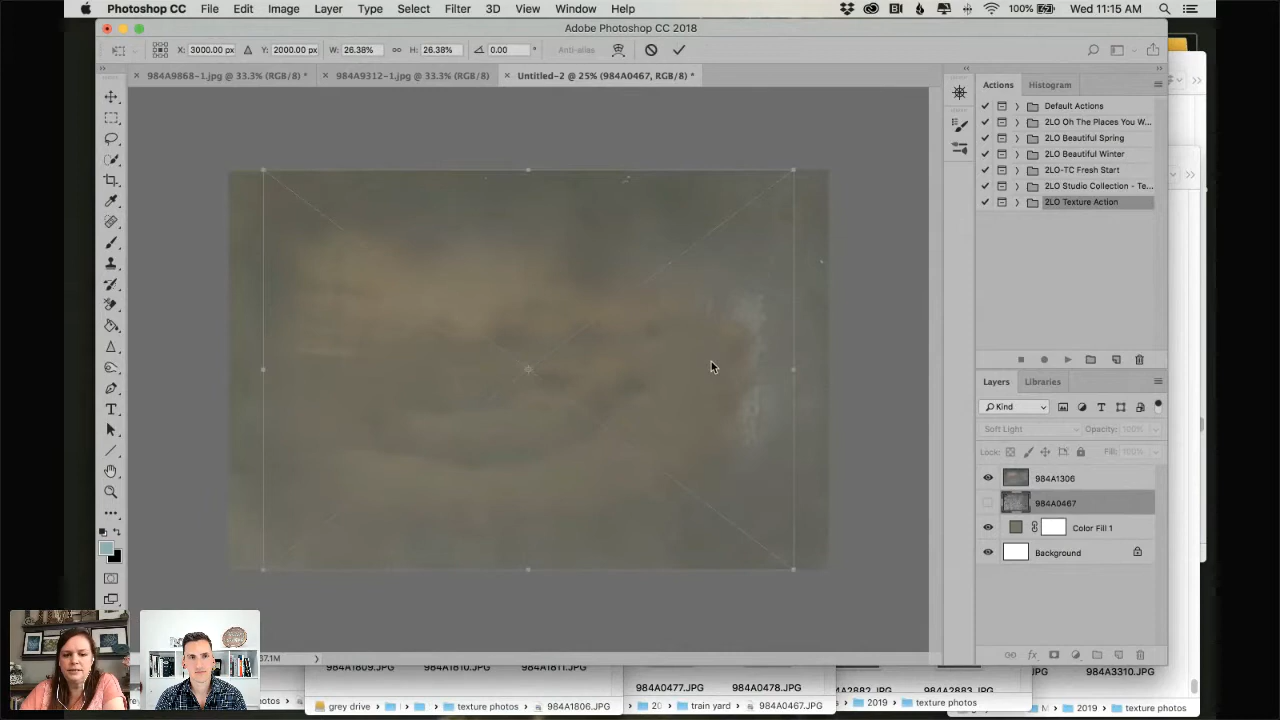 Photoshop CC File Edit Image Layer Type Select Filter 3D View Window Help 100% Wed 11:15 AM
Adobe Photoshop CC 2018
X: 3000.00 px Y: 2000.00 px W: 26.38% H: 26.38% 0.00 ° Anti-alias
984A9868-1.jpg @ 33.3% (RGB/8) * 984A9312-1.jpg @ 33.3% (RGB/8) Untitled-2 @ 25% (984A0467, RGB/8) *
Actions Histogram
Default Actions
2LO Oh The Places You W...
2LO Beautiful Spring
2LO Beautiful Winter
2LO-TC Fresh Start
2LO Studio Collection - Te...
2LO Texture Action
Layers Libraries
Kind
Soft Light Opacity: 100%
Lock: Fill: 100%
984A1306
984A0467
Color Fill 1
Background
fx
37.1M
984A1809.JPG 984A1810.JPG 984A1811.JPG
984A3310.JPG
984A0477.JPG 984A0478.JPG 984A2882.JPG 984A2883.JPG
grey drive texture photos 984A1806.JPG train yard 984A0467.JPG 2019 texture photos 2019 texture photos